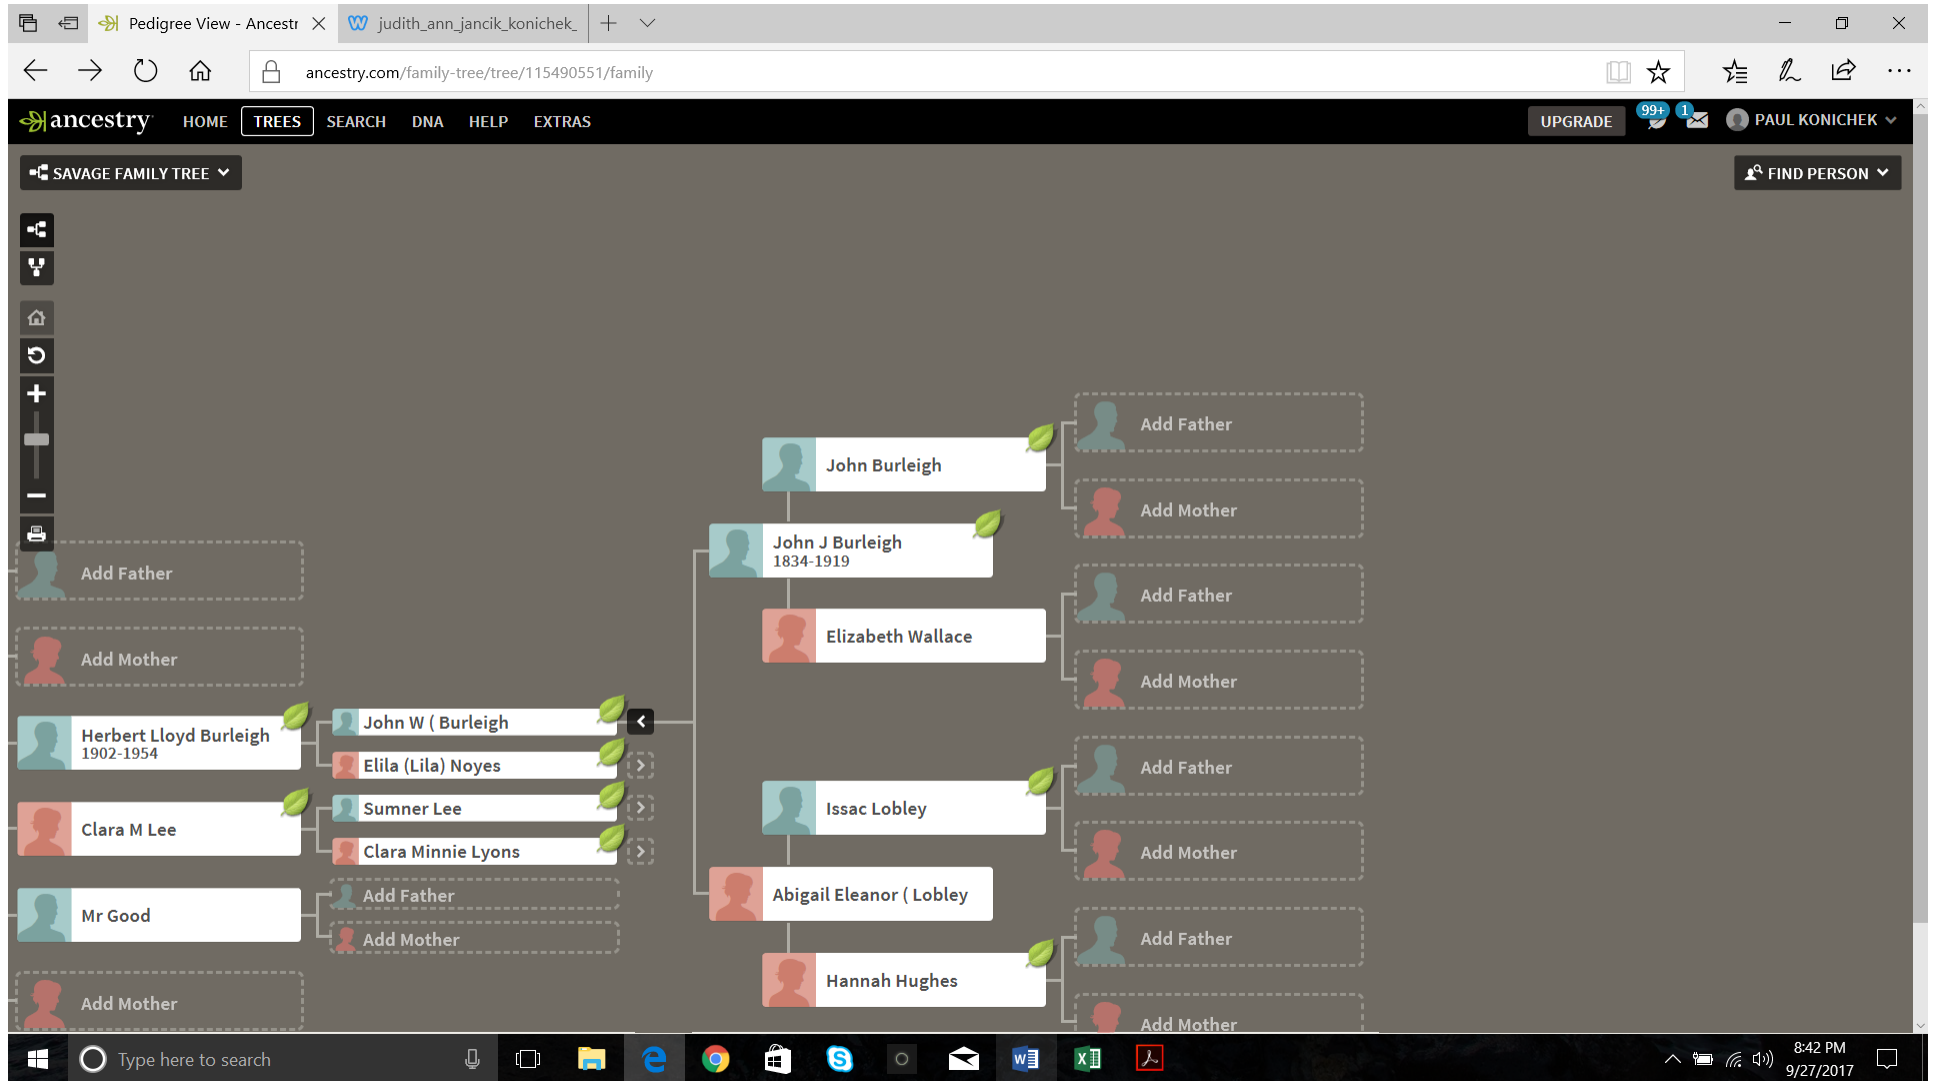 Pedigree View - Ancestr
judith_ann_jancik_konichek_
ancestry.com/family-tree/tree/115490551/family
ancestry
HOME
TREES
SEARCH
DNA
HELP
EXTRAS
UPGRADE
99+
1
PAUL KONICHEK
SAVAGE FAMILY TREE
FIND PERSON
Add Father
Add Mother
Herbert Lloyd Burleigh
1902-1954
Clara M Lee
Mr Good
Add Mother
John W ( Burleigh
Elila (Lila) Noyes
Sumner Lee
Clara Minnie Lyons
Add Father
Add Mother
John Burleigh
John J Burleigh
1834-1919
Elizabeth Wallace
Issac Lobley
Abigail Eleanor ( Lobley
Hannah Hughes
Add Father
Add Mother
Add Father
Add Mother
Add Father
Add Mother
Add Father
Add Mother
Type here to search
8:42 PM
9/27/2017